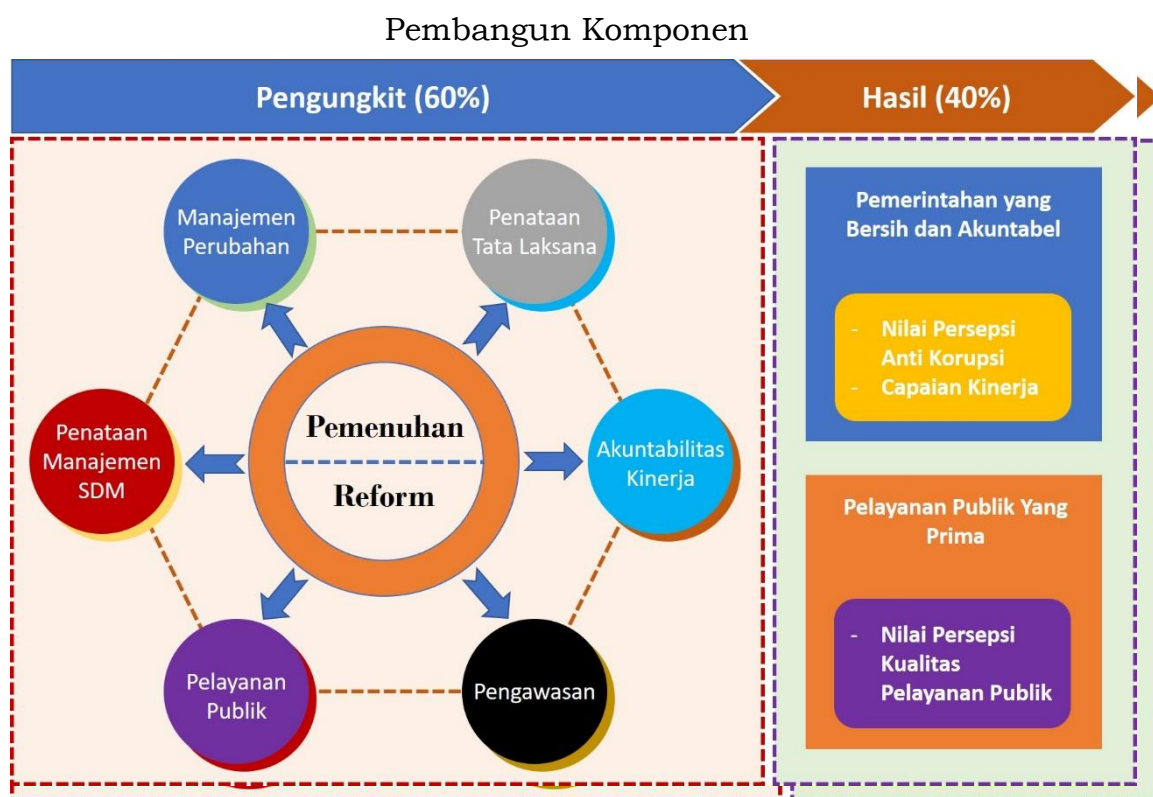 Pembangun Komponen
Pengungkit (60%)
Hasil (40%)
Manajemen
Perubahan
Penataan
Tata Laksana
Penataan
Manajemen
SDM
Pemenuhan
Reform
Akuntabilitas
Kinerja
Pelayanan
Publik
Pengawasan
Pemerintahan yang
Bersih dan Akuntabel
- Nilai Persepsi
Anti Korupsi
- Capaian Kinerja
Pelayanan Publik Yang
Prima
- Nilai Persepsi
Kualitas
Pelayanan Publik